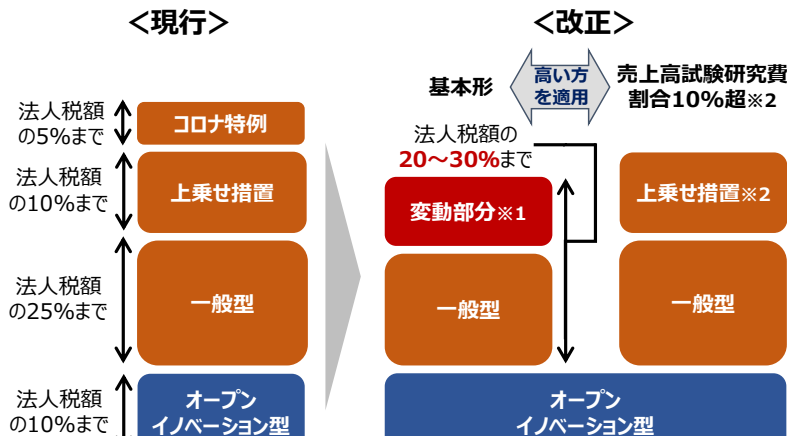 <現行>
法人税額
の5%まで
コロナ特例
法人税額
の10%まで
上乗せ措置
法人税額
の25%まで
一般型
法人税額
の10%まで
オープン
イノベーション型
<改正>
基本形
高い方
を適用
売上高試験研究費
割合10%超※2
法人税額の
20~30%まで
変動部分※1
一般型
上乗せ措置※2
一般型
オープン
イノベーション型